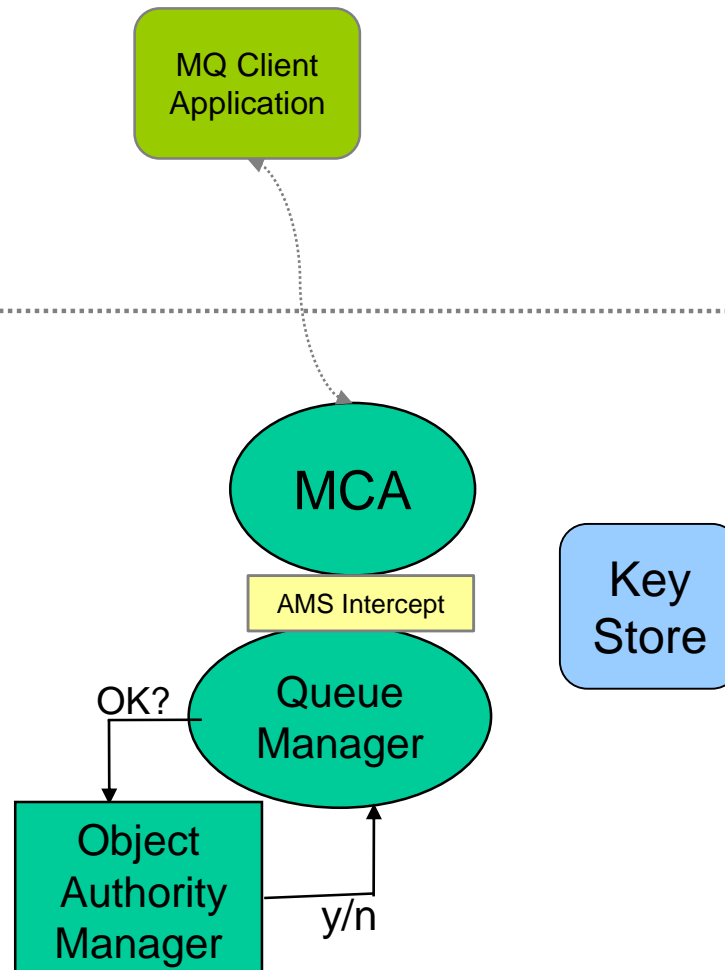 MQ Client
Application
MCA
AMS Intercept
Key
Store
Queue
Manager
OK?
Object
Authority
Manager
y/n